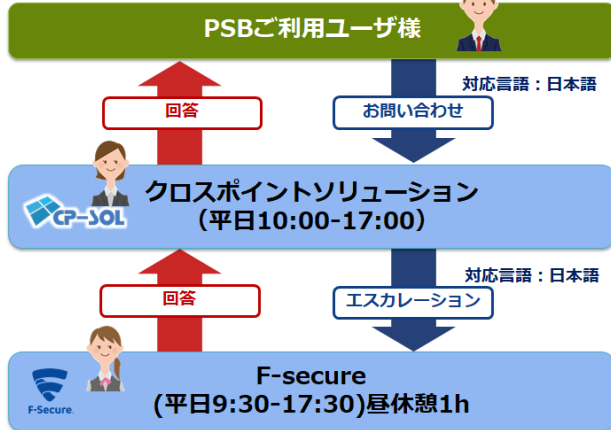 PSBご利用ユーザ様
対応言語：日本語
回答
お問い合わせ
クロスポイントソリューション
CP-SOL
（平日10:00-17:00）
対応言語：日本語
回答
エスカレーション
F-secure
F-Secure.
(平日9:30-17:30)昼休憩1h